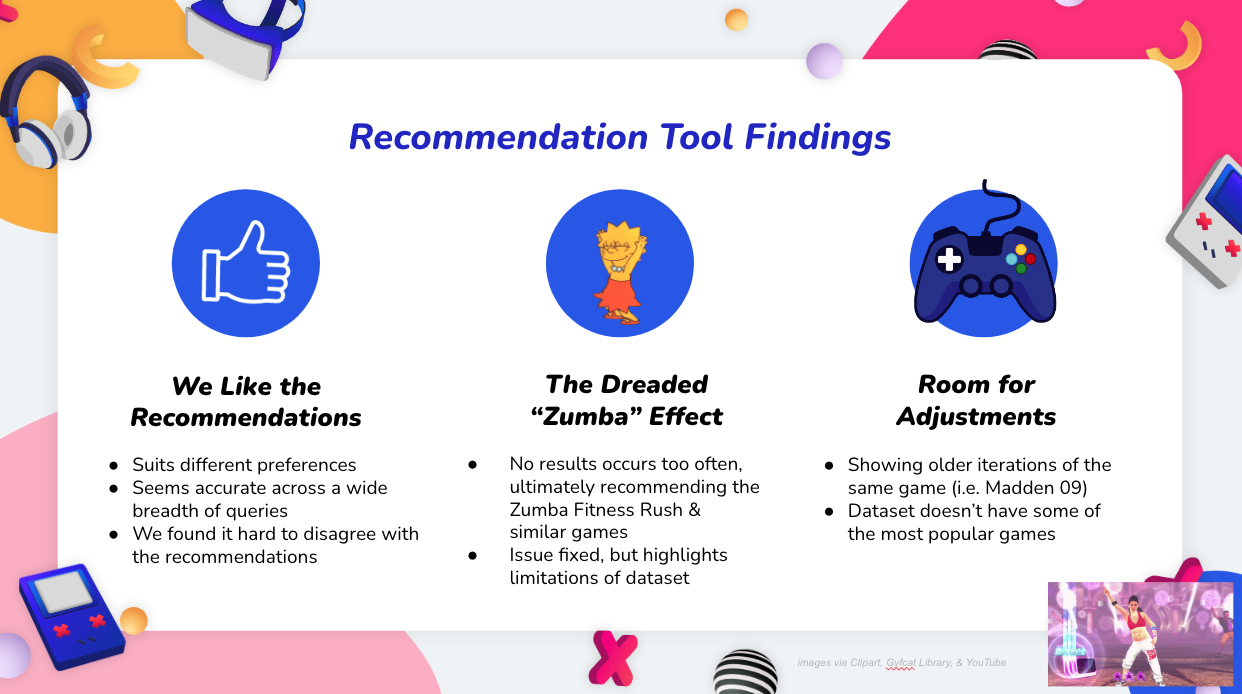 Recommendation Tool Findings
We Like the
Recommendations
● Suits different preferences
● Seems accurate across a wide
breadth of queries
● We found it hard to disagree with
the recommendations
The Dreaded
“Zumba” Effect
● No results occurs too often,
ultimately recommending the
Zumba Fitness Rush &
similar games
● Issue fixed, but highlights
limitations of dataset
Room for
Adjustments
● Showing older iterations of the
same game (i.e. Madden 09)
● Dataset doesn’t have some of
the most popular games
images via Clipart, Gyfcat Library, & YouTube